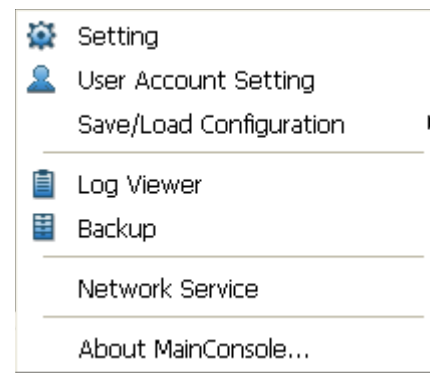 Setting
User Account Setting
Save/Load Configuration
Log Viewer
Backup
Network Service
About MainConsole...